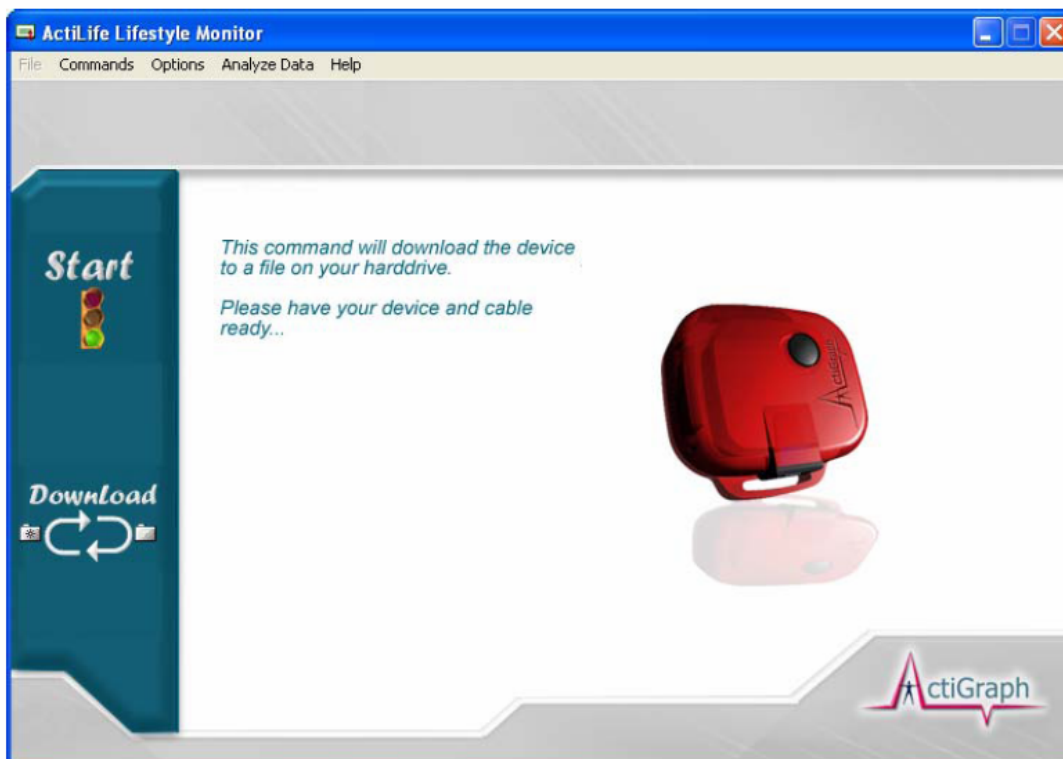 ActiLife Lifestyle Monitor
File Commands Options Analyze Data Help
Start
This command will download the device
to a file on your harddrive.
Please have your device and cable
ready...
ActiGraph
Download
ActiGraph